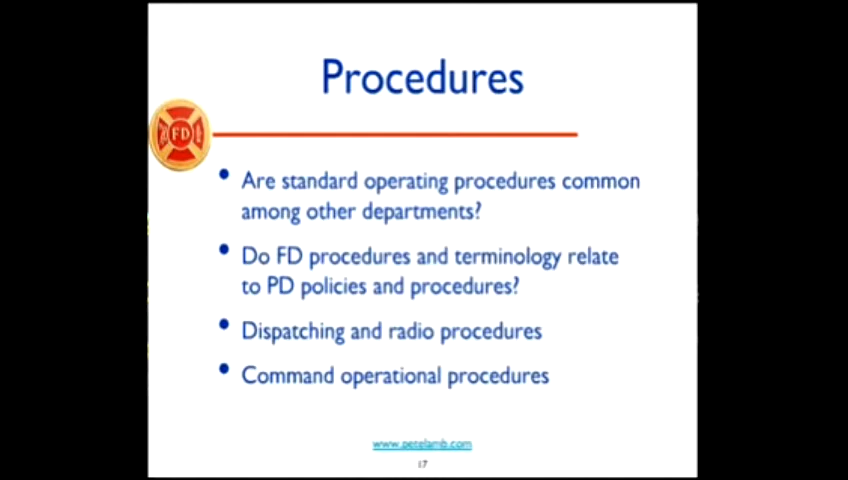 Procedures
FD
• Are standard operating procedures common
among other departments?
• Do FD procedures and terminology relate
to PD policies and procedures?
• Dispatching and radio procedures
• Command operational procedures
www.petelamb.com
17